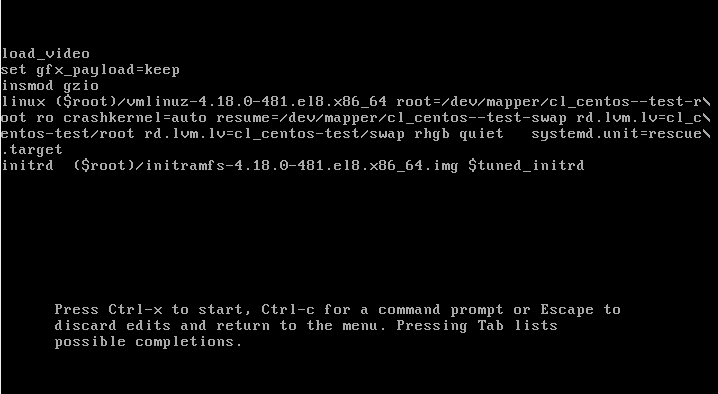 load_video
set gfx_payload=keep
insmod gzio
linux ($root)/vmlinuz-4.18.0-481.el8.x86_64 root=/dev/mapper/cl_centos--test-r\
oot ro crashkernel=auto resume=/dev/mapper/cl_centos--test-swap rd.lvm.lv=cl_c\
entos-test/root rd.lvm.lv=cl_centos-test/swap rhgb quiet   systemd.unit=rescue\
.target
initrd  ($root)/initramfs-4.18.0-481.el8.x86_64.img $tuned_initrd
Press Ctrl-x to start, Ctrl-c for a command prompt or Escape to
discard edits and return to the menu. Pressing Tab lists
possible completions.